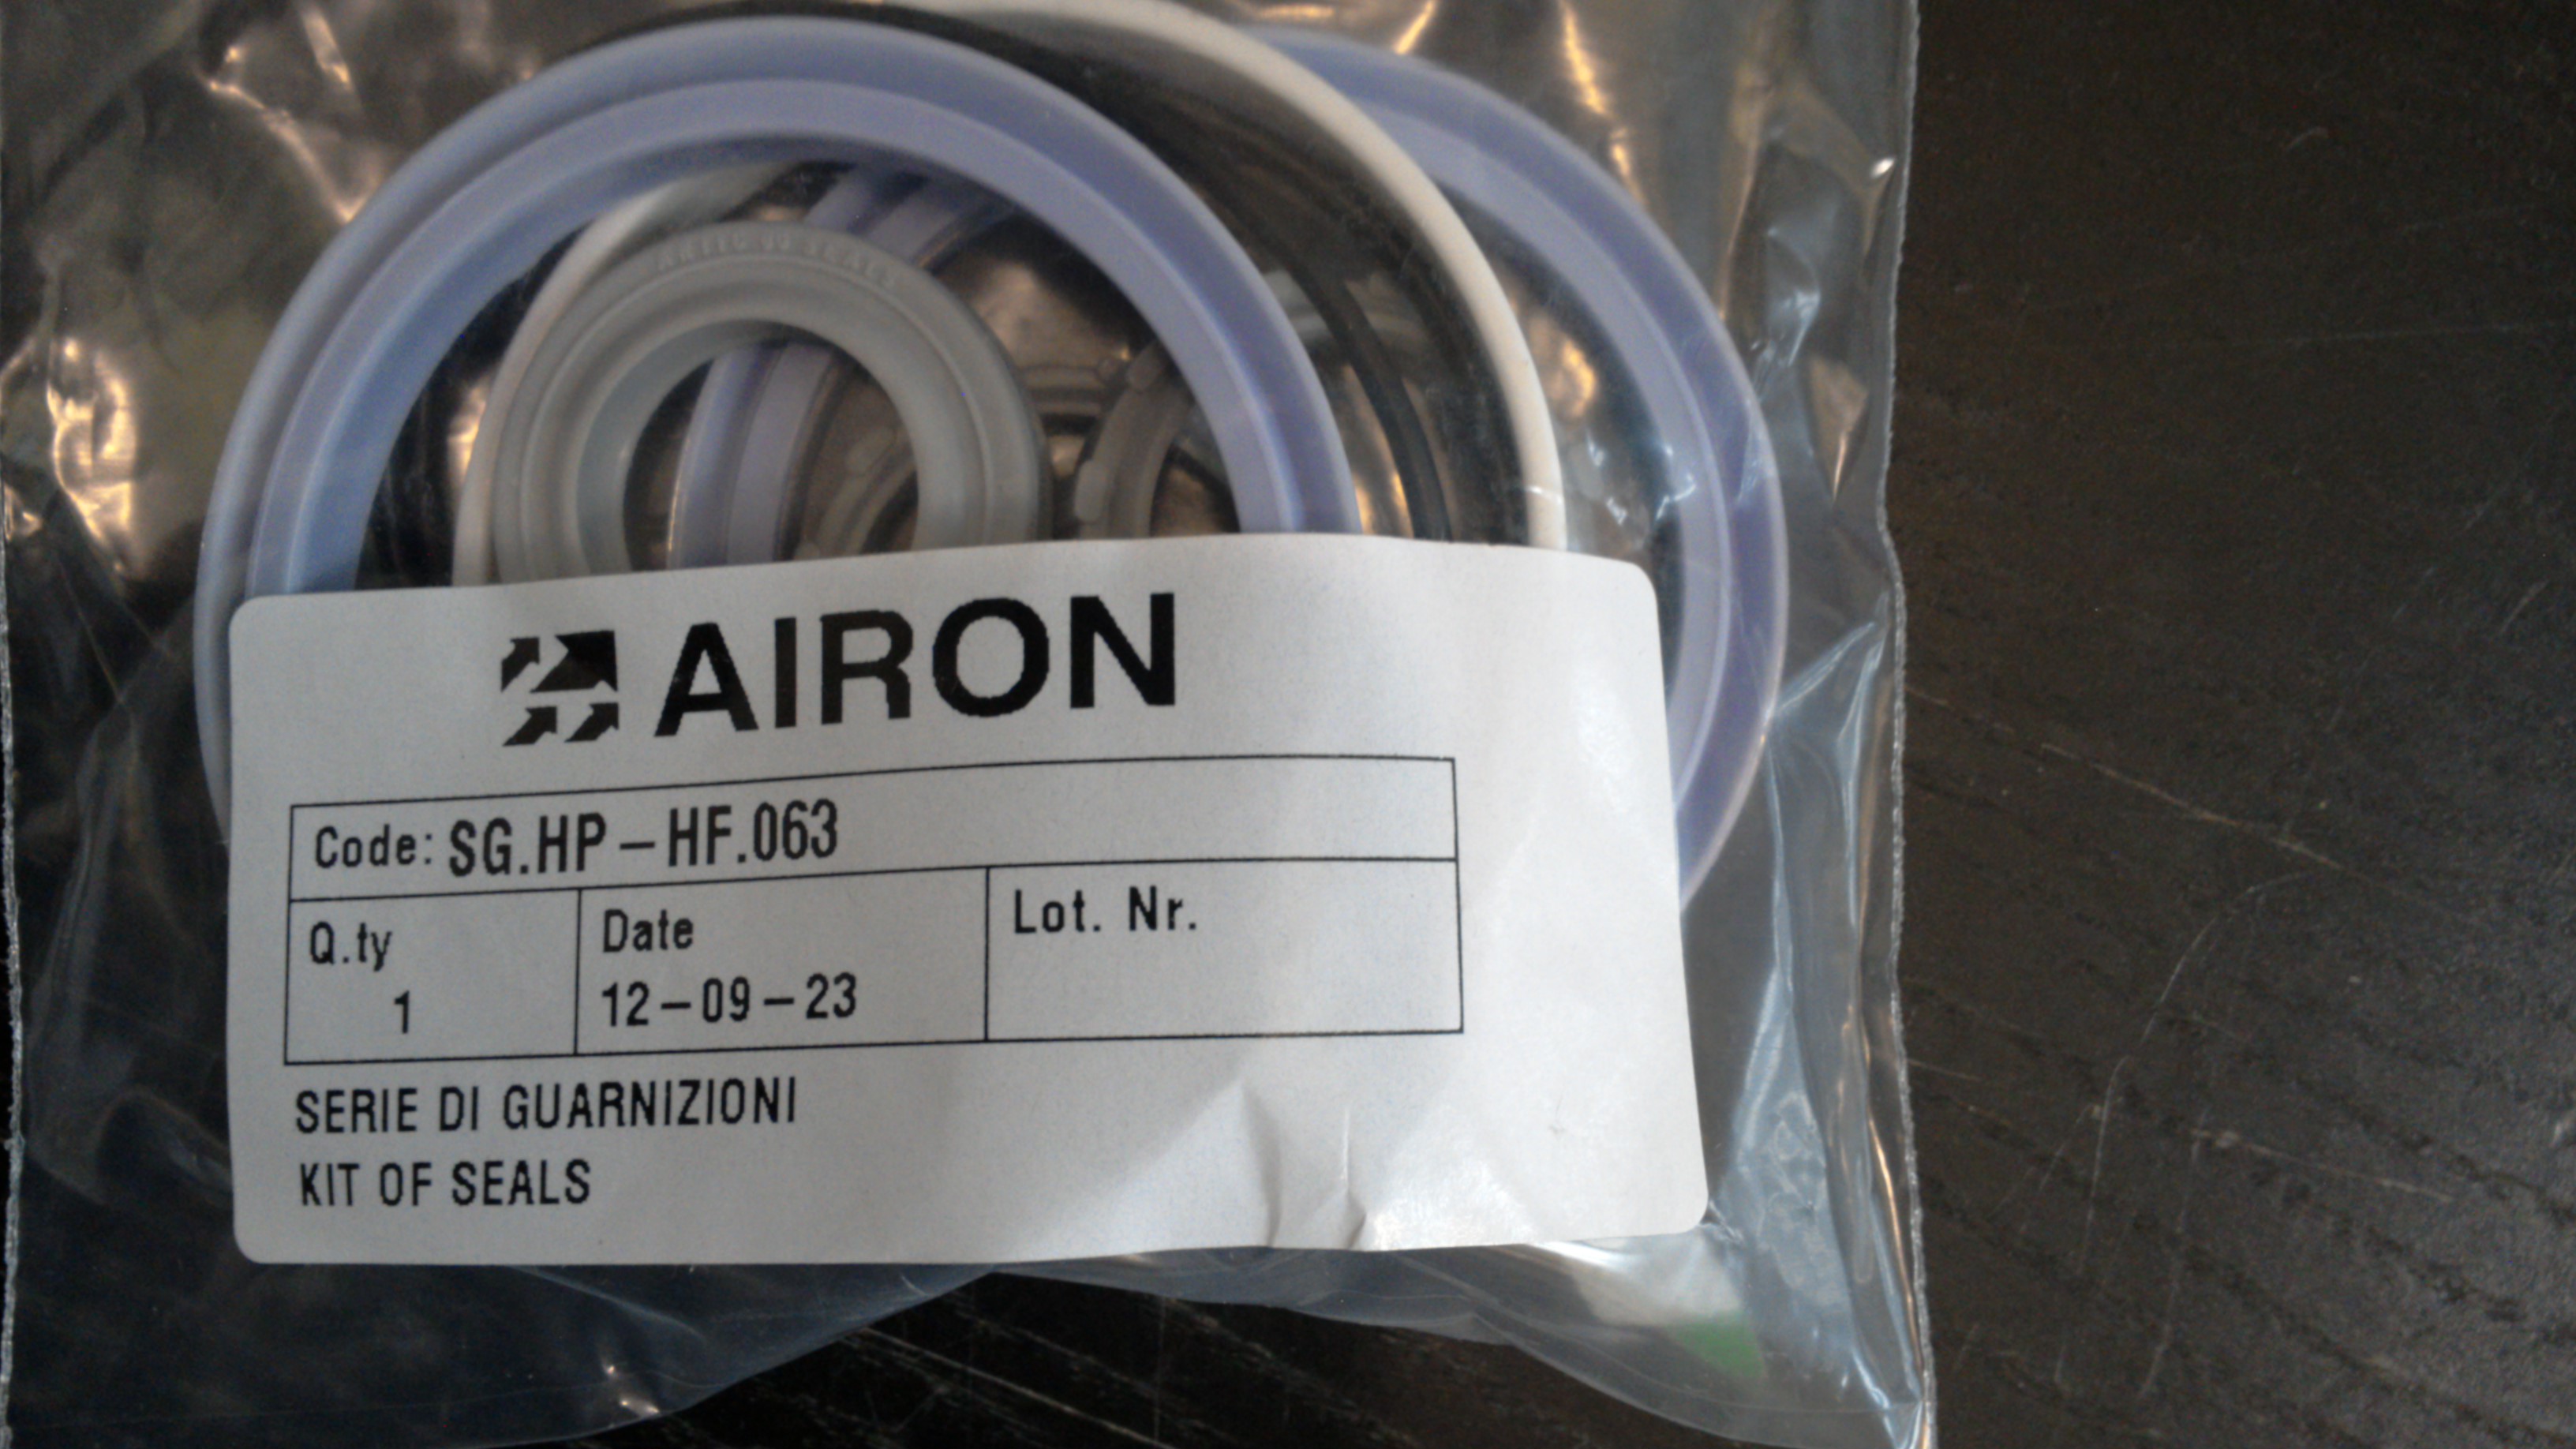 AIRON
Code: SG.HP-HF.063
Q.ty
1
Date
12-09-23
Lot. Nr.
SERIE DI GUARNIZIONI
KIT OF SEALS